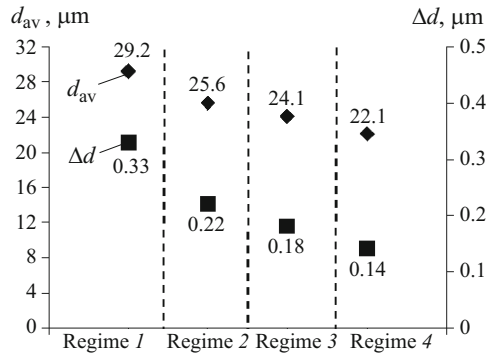 d_av , μm
Δd, μm
32
28
24
20
16
12
8
4
0
29.2
25.6
24.1
22.1
d_av
Δd
0.33
0.22
0.18
0.14
0.5
0.4
0.3
0.2
0.1
0
Regime 1
Regime 2
Regime 3
Regime 4